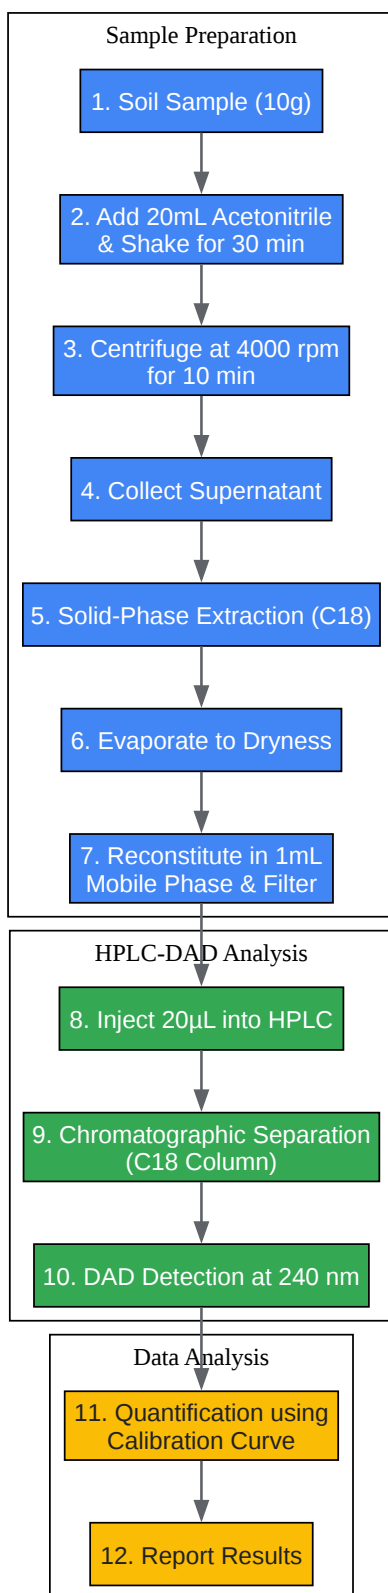 Sample Preparation
1. Soil Sample (10g)
2. Add 20mL Acetonitrile
& Shake for 30 min
3. Centrifuge at 4000 rpm
for 10 min
4. Collect Supernatant
5. Solid-Phase Extraction (C18)
6. Evaporate to Dryness
7. Reconstitute in 1mL
Mobile Phase & Filter
HPLC-DAD Analysis
8. Inject 20µL into HPLC
9. Chromatographic Separation
(C18 Column)
10. DAD Detection at 240 nm
Data Analysis
11. Quantification using
Calibration Curve
12. Report Results